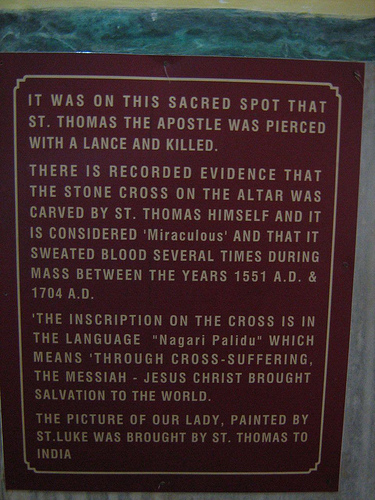 IT WAS ON THIS SACRED SPOT THAT
ST. THOMAS THE APOSTLE WAS PIERCED
WITH A LANCE AND KILLED.
THERE IS RECORDED EVIDENCE THAT
THE STONE CROSS ON THE ALTAR WAS
CARVED BY ST. THOMAS HIMSELF AND IT
IS CONSIDERED 'Miraculous' AND THAT IT
SWEATED BLOOD SEVERAL TIMES DURING
MASS BETWEEN THE YEARS 1551 A.D. &
1704 A.D.
'THE INSCRIPTION ON THE CROSS IS IN
THE LANGUAGE "Nagari Palidu" WHICH
MEANS 'THROUGH CROSS-SUFFERING,
THE MESSIAH - JESUS CHRIST BROUGHT
SALVATION TO THE WORLD.
THE PICTURE OF OUR LADY, PAINTED BY
ST.LUKE WAS BROUGHT BY ST. THOMAS TO
INDIA